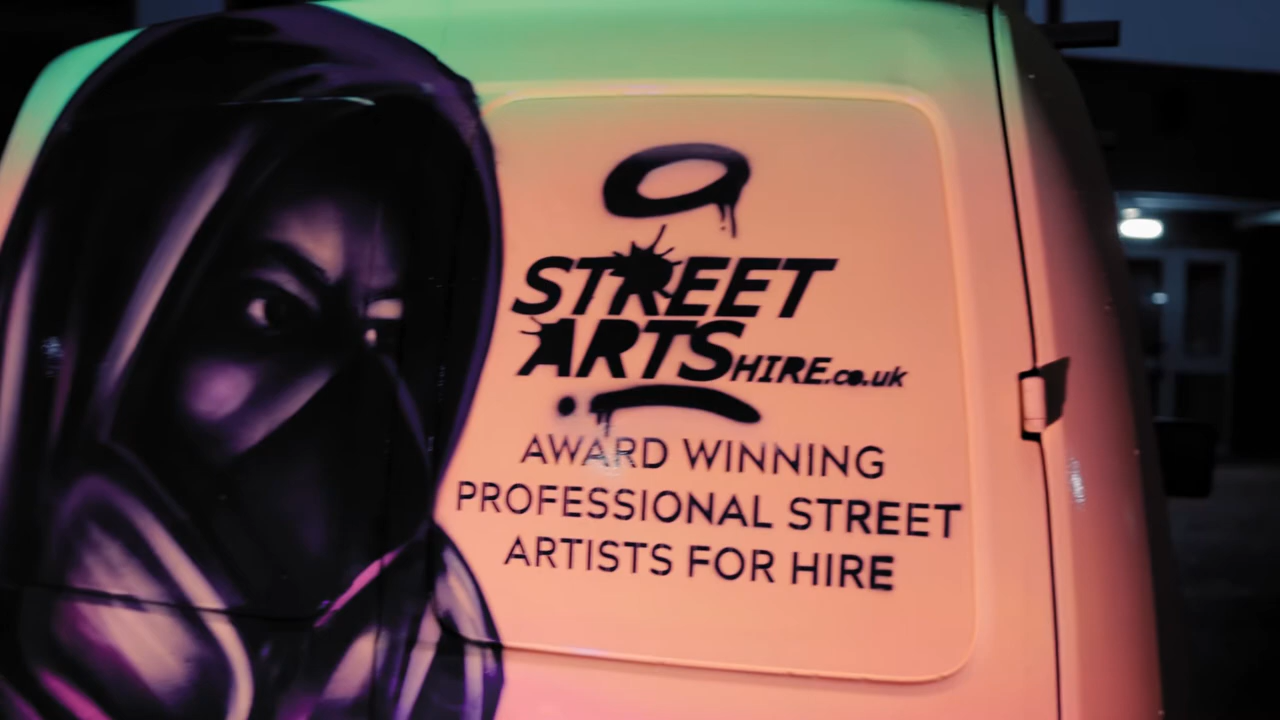 STREET
ARTSHIRE.co.uk
AWARD WINNING
PROFESSIONAL STREET
ARTISTS FOR HIRE